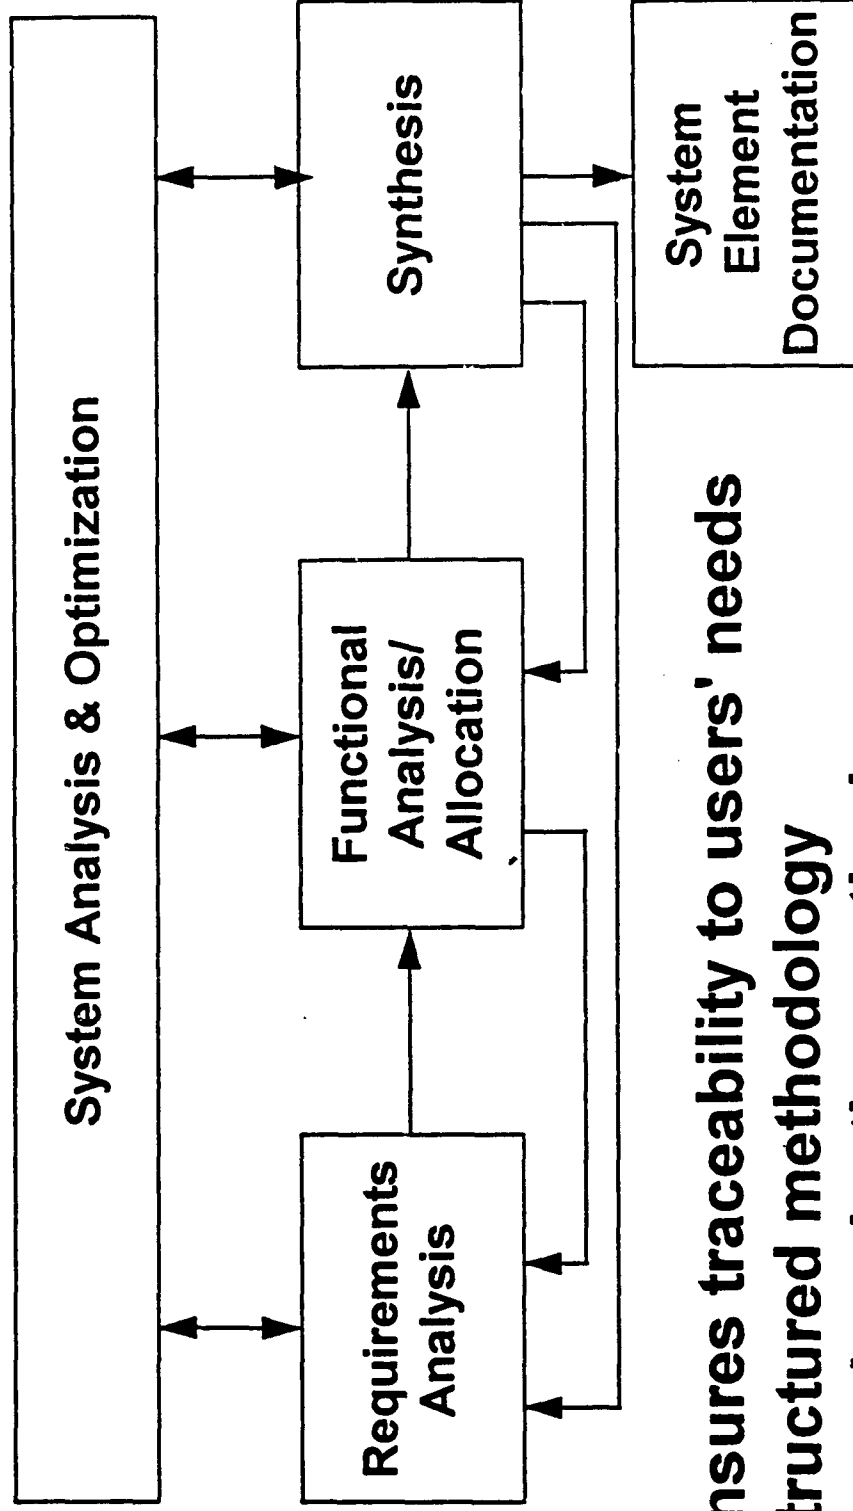 System Analysis & Optimization
Requirements
Analysis
Functional
Analysis/
Allocation
Synthesis
System
Element
Documentation
nsures traceability to users' needs
tructured methodology